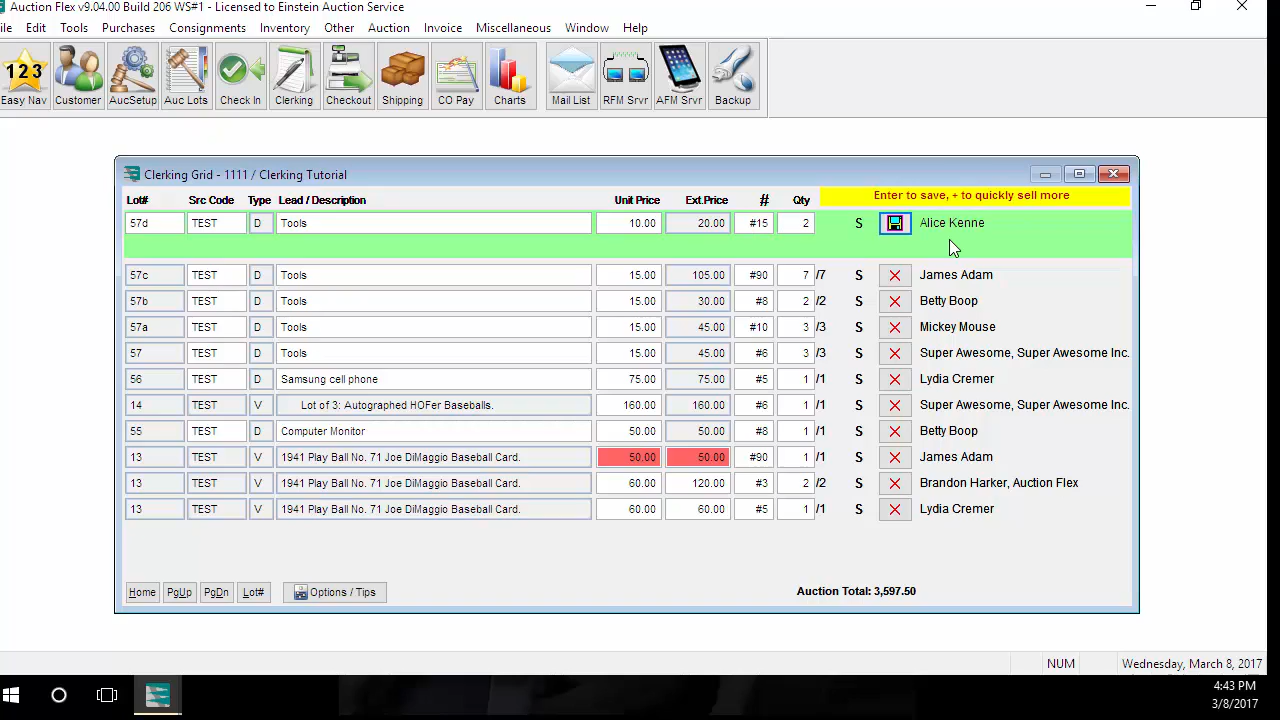 Auction Flex v9.04.00 Build 206 WS#1 - Licensed to Einstein Auction Service
ile Edit Tools Purchases Consignments Inventory Other Auction Invoice Miscellaneous Window Help
123
Easy Nav Customer AucSetup Auc Lots Check In Clerking Checkout Shipping CO Pay Charts Mail List RFM Srvr AFM Srvr Backup
Clerking Grid - 1111 / Clerking Tutorial
Lot# Src Code Type Lead / Description Unit Price Ext.Price # Qty Enter to save, + to quickly sell more
57d TEST D Tools 10.00 20.00 #15 2 S Alice Kenne
57c TEST D Tools 15.00 105.00 #90 7 /7 S James Adam
57b TEST D Tools 15.00 30.00 #8 2 /2 S Betty Boop
57a TEST D Tools 15.00 45.00 #10 3 /3 S Mickey Mouse
57 TEST D Tools 15.00 45.00 #6 3 /3 S Super Awesome, Super Awesome Inc.
56 TEST D Samsung cell phone 75.00 75.00 #5 1 /1 S Lydia Cremer
14 TEST V Lot of 3: Autographed HOFer Baseballs. 160.00 160.00 #6 1 /1 S Super Awesome, Super Awesome Inc.
55 TEST D Computer Monitor 50.00 50.00 #8 1 /1 S Betty Boop
13 TEST V 1941 Play Ball No. 71 Joe DiMaggio Baseball Card. 50.00 50.00 #90 1 /1 S James Adam
13 TEST V 1941 Play Ball No. 71 Joe DiMaggio Baseball Card. 60.00 120.00 #3 2 /2 S Brandon Harker, Auction Flex
13 TEST V 1941 Play Ball No. 71 Joe DiMaggio Baseball Card. 60.00 60.00 #5 1 /1 S Lydia Cremer
Home PgUp PgDn Lot# Options / Tips Auction Total: 3,597.50
NUM Wednesday, March 8, 2017
4:43 PM
3/8/2017